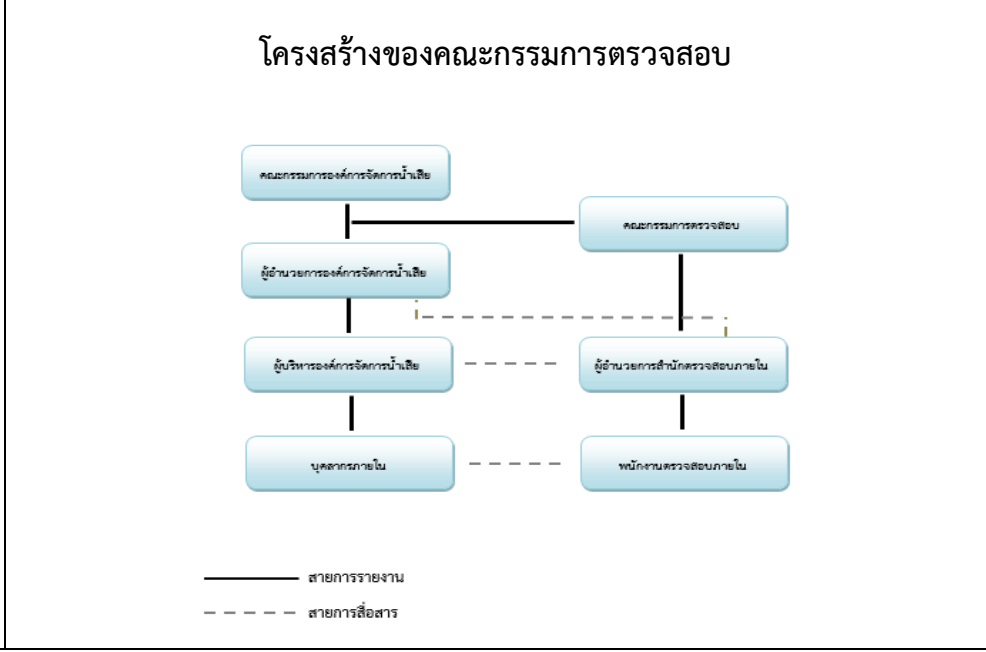 โครงสร้างของคณะกรรมการตรวจสอบ
คณะกรรมการองค์การจัดการน้ำเสีย
คณะกรรมการตรวจสอบ
ผู้อำนวยการองค์การจัดการน้ำเสีย
ผู้บริหารองค์การจัดการน้ำเสีย
ผู้อำนวยการสำนักตรวจสอบภายใน
บุคลากรภายใน
พนักงานตรวจสอบภายใน
สายการรายงาน
สายการสื่อสาร